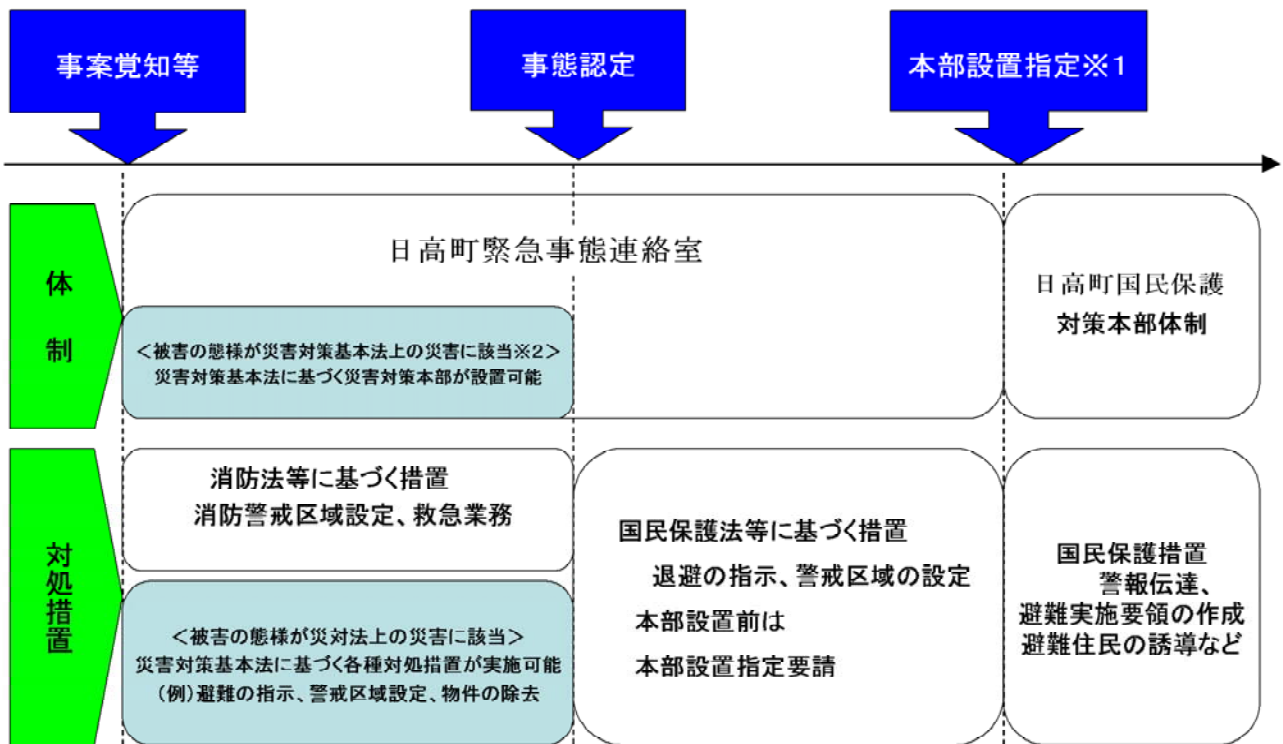 事案覚知等
事態認定
本部設置指定※1
体
制
日高町緊急事態連絡室
<被害の態様が災害対策基本法上の災害に該当※2>
災害対策基本法に基づく災害対策本部が設置可能
日高町国民保護
対策本部体制
対処措置
消防法等に基づく措置
消防警戒区域設定、救急業務
<被害の態様が災対法上の災害に該当>
災害対策基本法に基づく各種対処措置が実施可能
(例)避難の指示、警戒区域設定、物件の除去
国民保護法等に基づく措置
退避の指示、警戒区域の設定
本部設置前は
本部設置指定要請
国民保護措置
警報伝達、
避難実施要領の作成
避難住民の誘導など